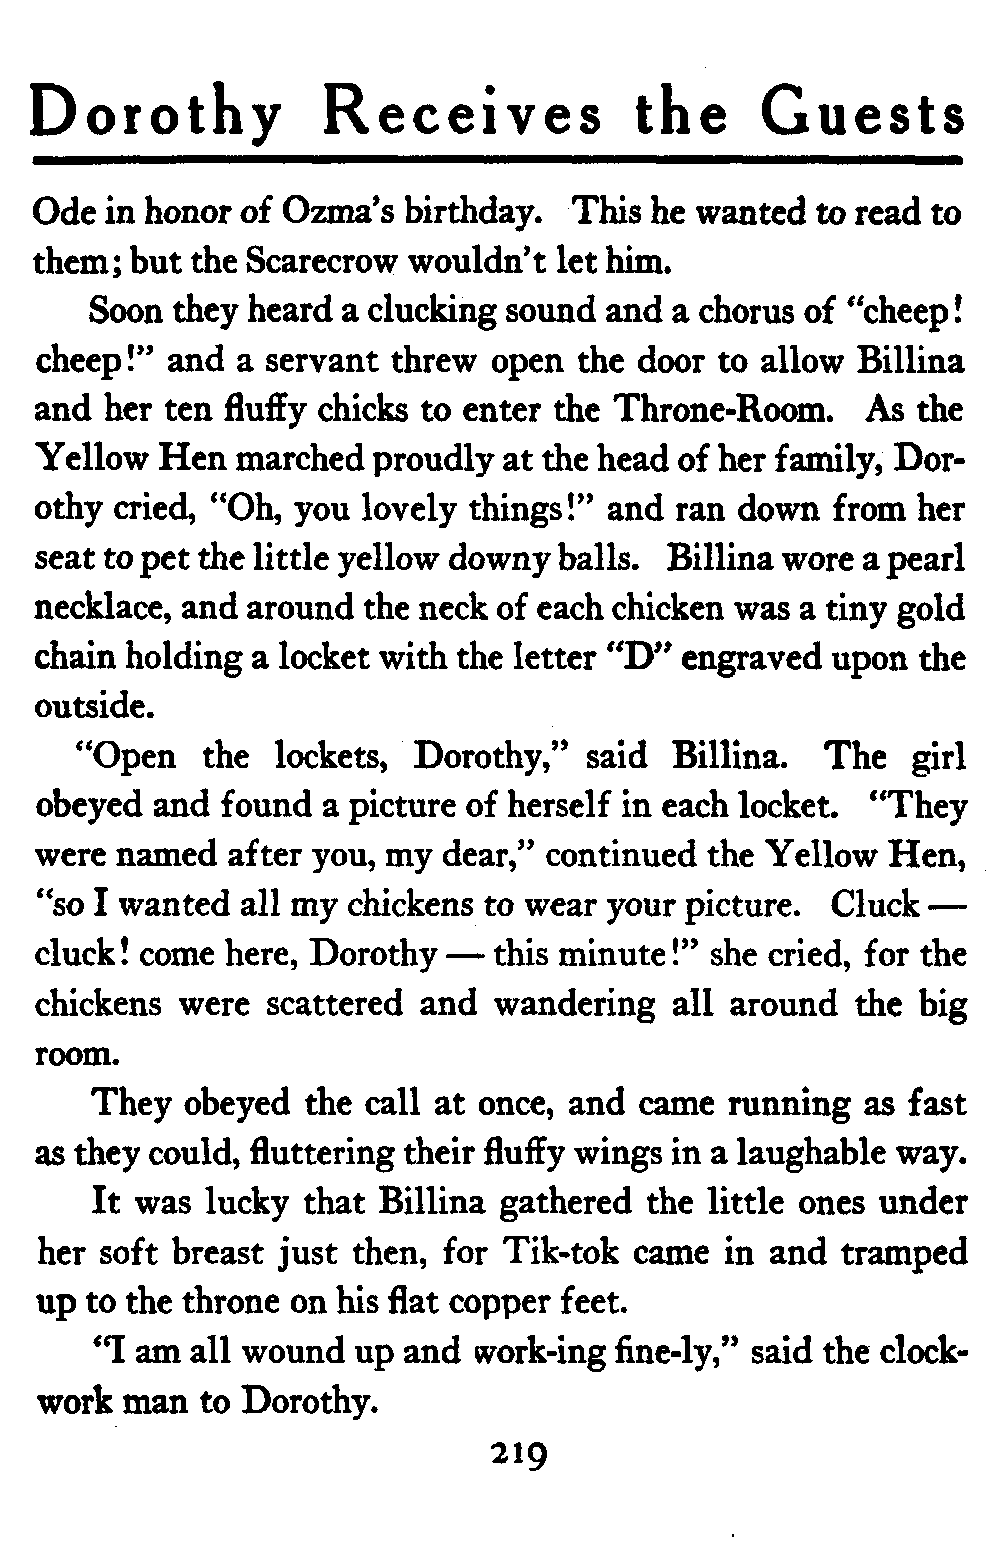 Dorothy Receives the Guests
Ode in honor of Ozma's birthday. This he wanted to read to
them; but the Scarecrow wouldn't let him.
Soon they heard a clucking sound and a chorus of "cheep!
cheep!" and a servant threw open the door to allow Billina
and her ten fluffy chicks to enter the Throne-Room. As the
Yellow Hen marched proudly at the head of her family, Dor-
othy cried, "Oh, you lovely things!" and ran down from her
seat to pet the little yellow downy balls. Billina wore a pearl
necklace, and around the neck of each chicken was a tiny gold
chain holding a locket with the letter "D" engraved upon the
outside.
"Open the lockets, Dorothy," said Billina. The girl
obeyed and found a picture of herself in each locket. "They
were named after you, my dear," continued the Yellow Hen,
"so I wanted all my chickens to wear your picture. Cluck —
cluck! come here, Dorothy — this minute!" she cried, for the
chickens were scattered and wandering all around the big
room.
They obeyed the call at once, and came running as fast
as they could, fluttering their fluffy wings in a laughable way.
It was lucky that Billina gathered the little ones under
her soft breast just then, for Tik-tok came in and tramped
up to the throne on his flat copper feet.
"I am all wound up and work-ing fine-ly," said the clock-
work man to Dorothy.
219